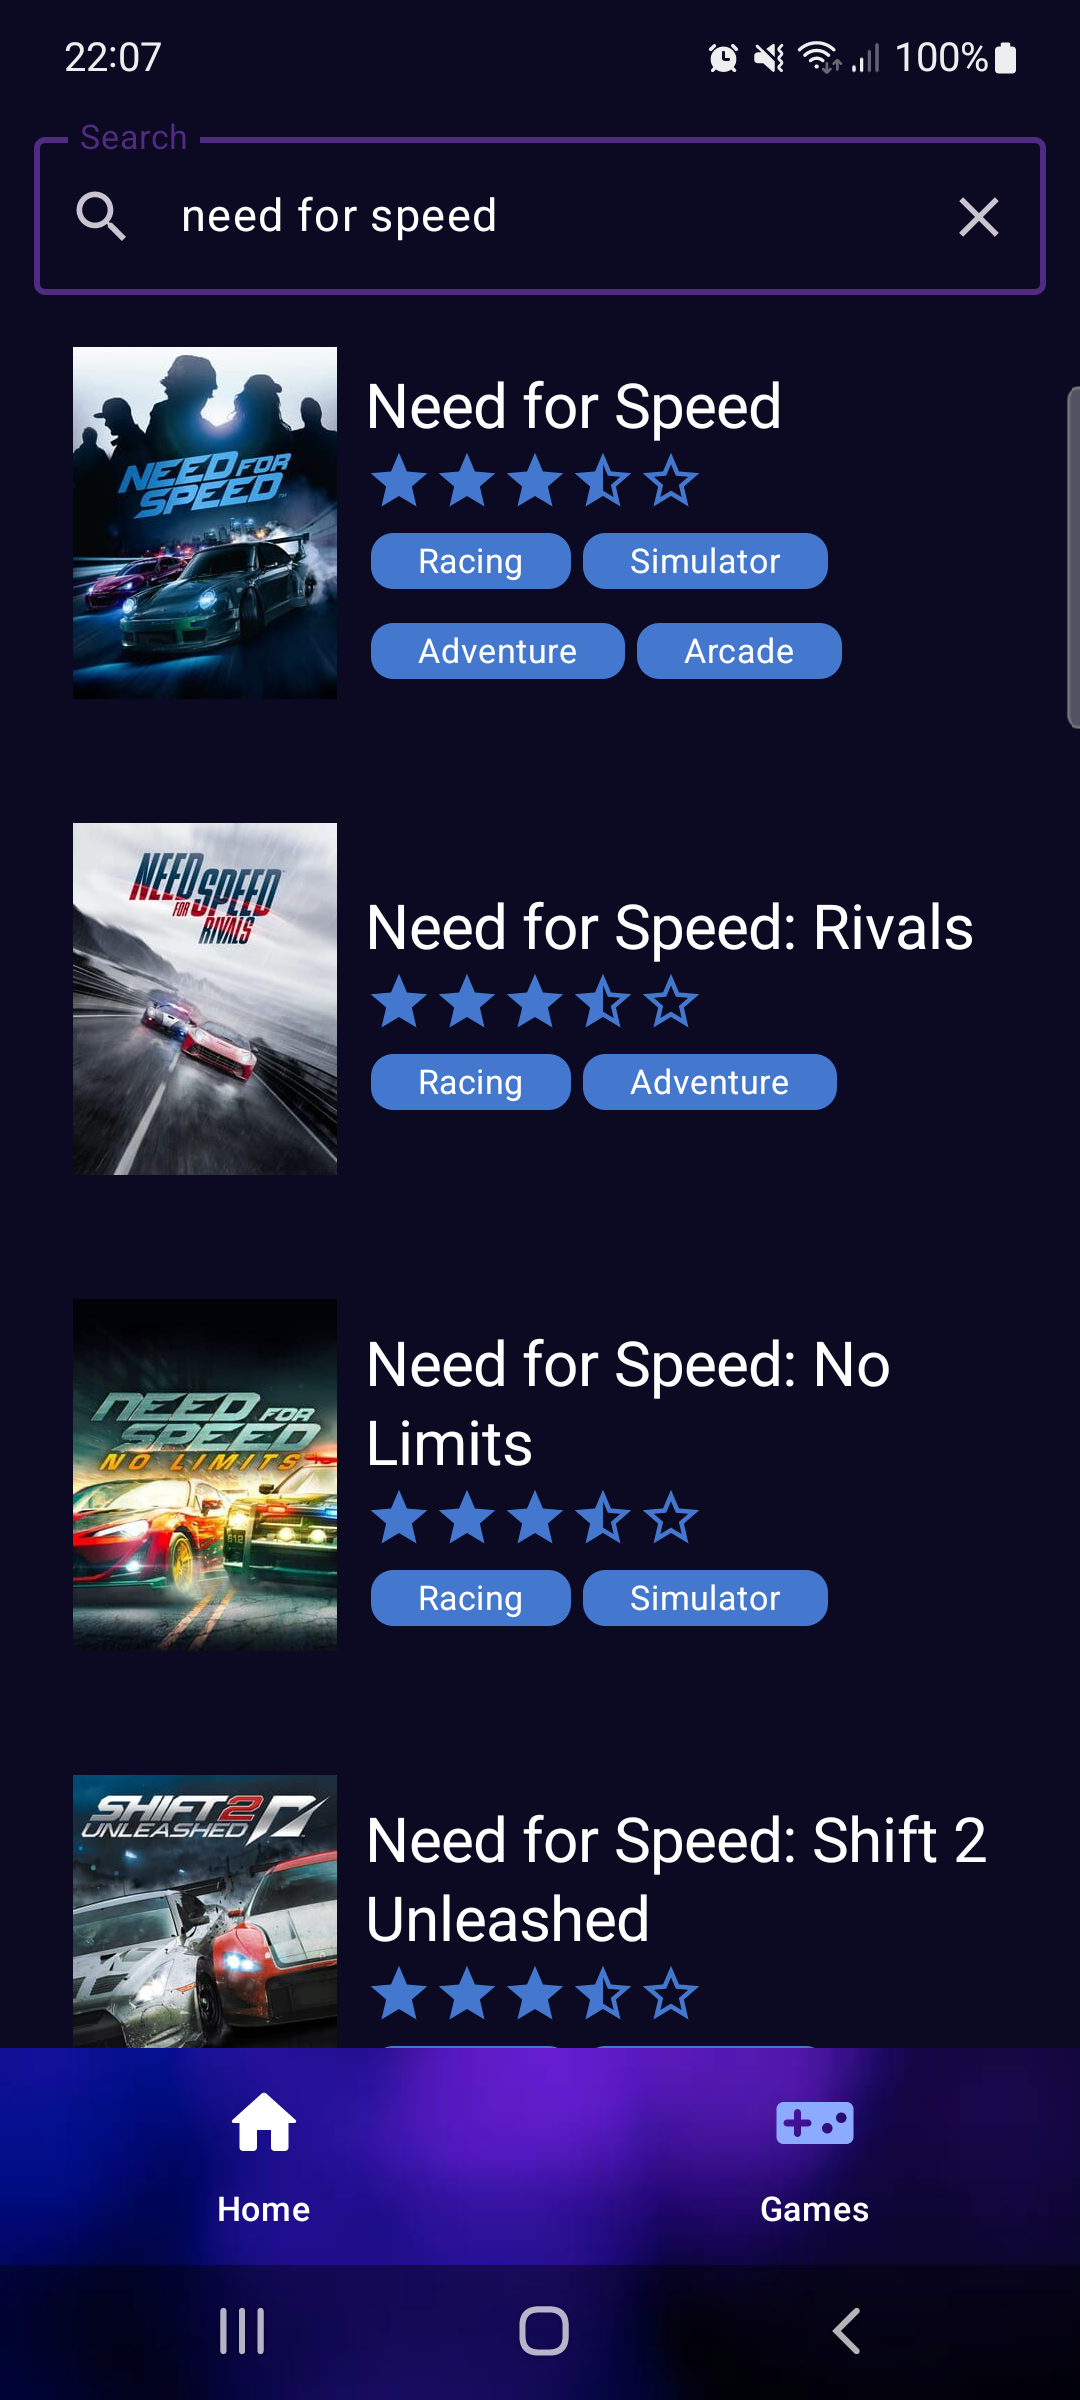 22:07
100%
Search
need for speed
NEED FOR
SPEED
Need for Speed
Racing
Simulator
Adventure
Arcade
NEED
FOR SPEED
RIVALS
Need for Speed: Rivals
Racing
Adventure
NEED FOR
SPEED
NO LIMITS
612
Need for Speed: No
Limits
Racing
Simulator
SHIFT 2
UNLEASHED
Need for Speed: Shift 2
Unleashed
Home
Games